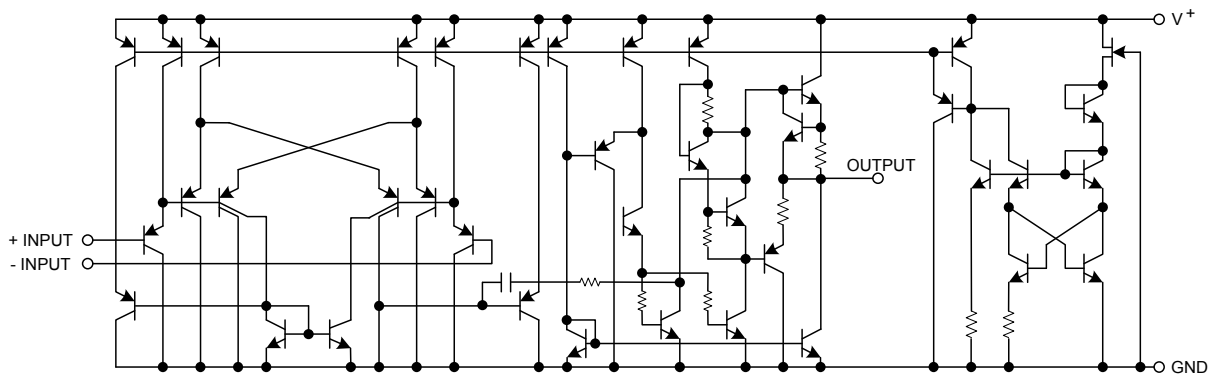 V+
OUTPUT
+ INPUT
- INPUT
GND